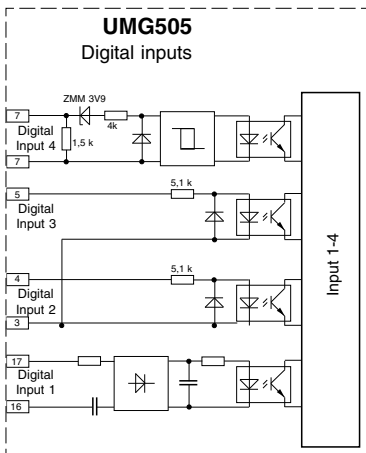 UMG505
Digital inputs
ZMM 3V9
7
4k
Digital
Input 4
1,5 k
7
5
5,1 k
Digital
Input 3
4
5,1 k
Digital
Input 2
3
17
Digital
Input 1
16
Input 1-4